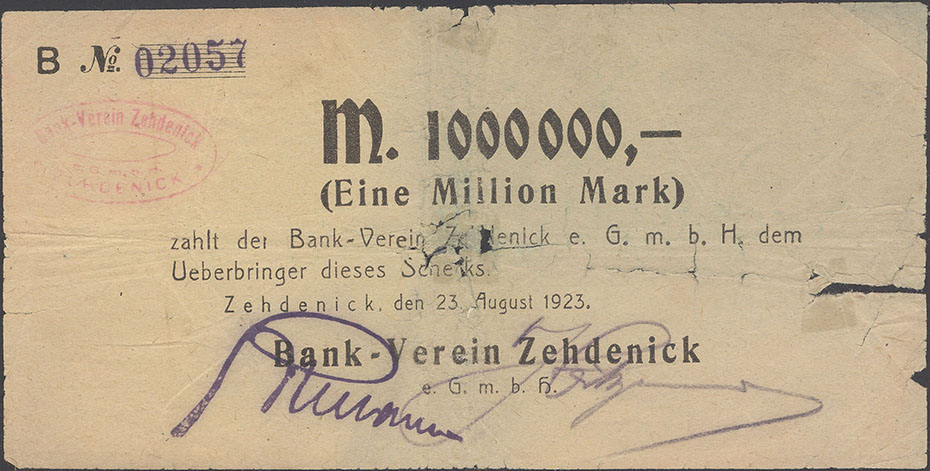 B No. 02057
Bank-Verein Zehdenick
e.G.m.b.H.
ZEHDENICK
M. 1000000,—
(Eine Million Mark)
zahlt der Bank-Verein Zehdenick e. G. m. b. H. dem
Ueberbringer dieses Schecks.
Zehdenick, den 23. August 1923.
Bank-Verein Zehdenick
e. G. m. b. H.